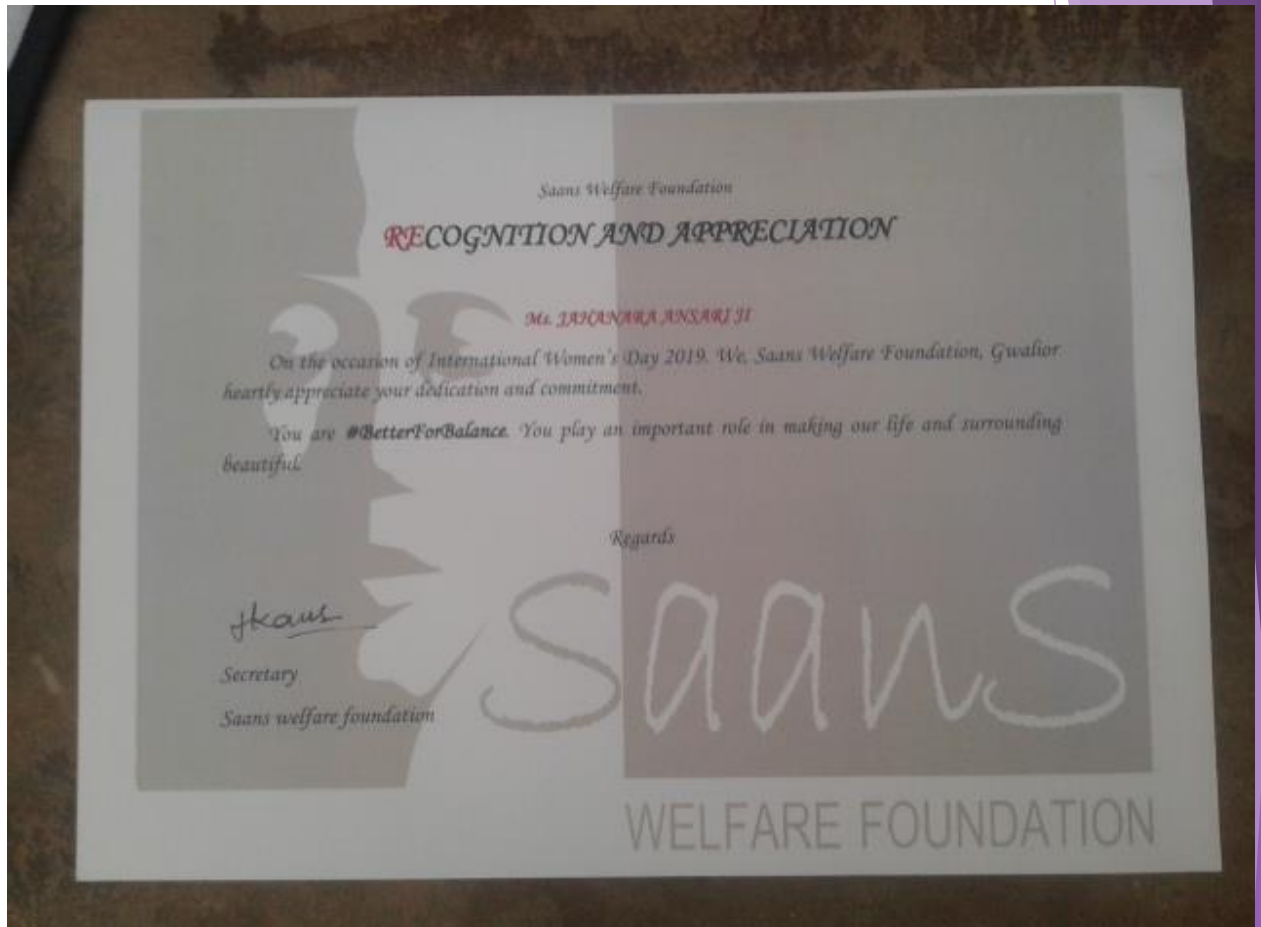 Saans Welfare Foundation
RECOGNITION AND APPRECIATION
Ms. JAHANARA ANSARI JI
On the occasion of International Women's Day 2019. We, Saans Welfare Foundation, Gwalior
heartly appreciate your dedication and commitment.
You are #BetterForBalance. You play an important role in making our life and surrounding
beautiful.
Regards
Secretary
Saans welfare foundation
saans
WELFARE FOUNDATION